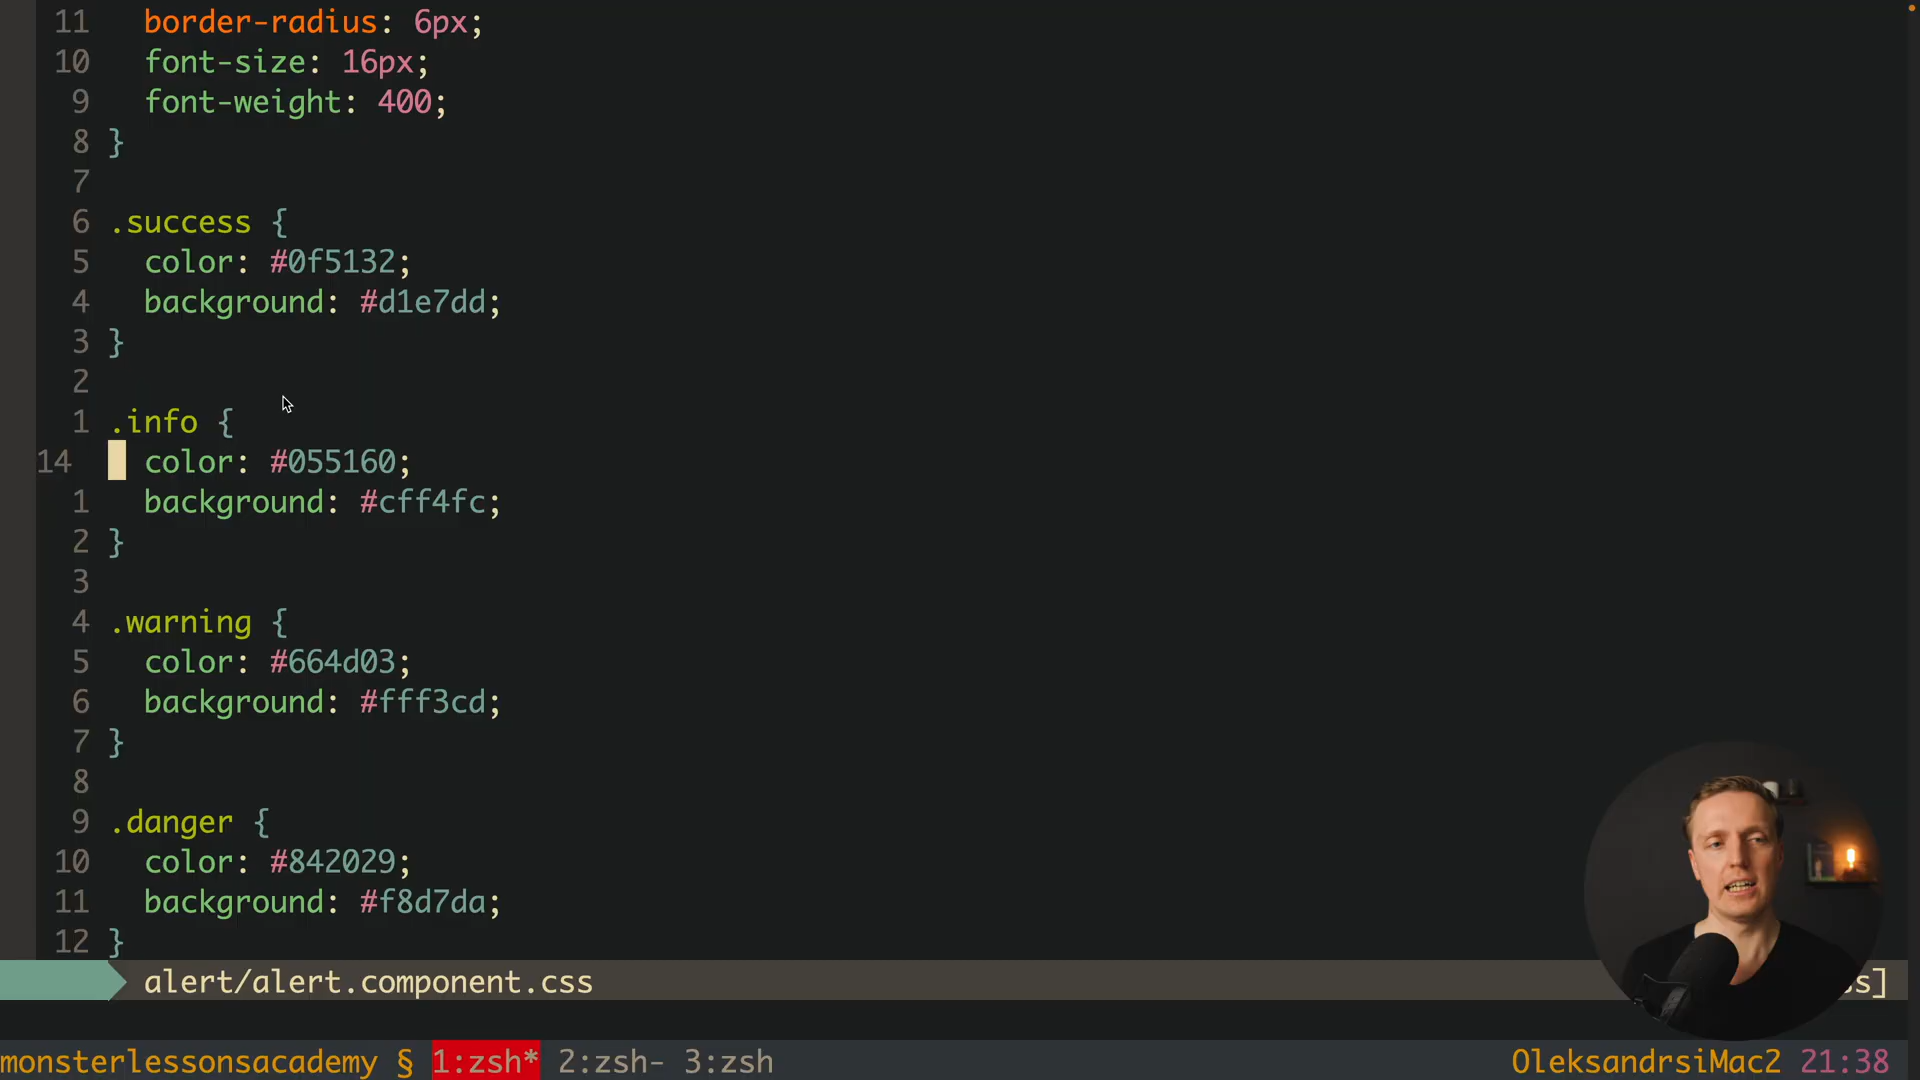 11 border-radius: 6px;
10 font-size: 16px;
9 font-weight: 400;
8 }
7
6 .success {
5 color: #0f5132;
4 background: #d1e7dd;
3 }
2
1 .info {
14 color: #055160;
1 background: #cff4fc;
2 }
3
4 .warning {
5 color: #664d03;
6 background: #fff3cd;
7 }
8
9 .danger {
10 color: #842029;
11 background: #f8d7da;
12 }
alert/alert.component.css s]
monsterlessonsacademy § 1:zsh* 2:zsh- 3:zsh OleksandrsiMac2 21:38